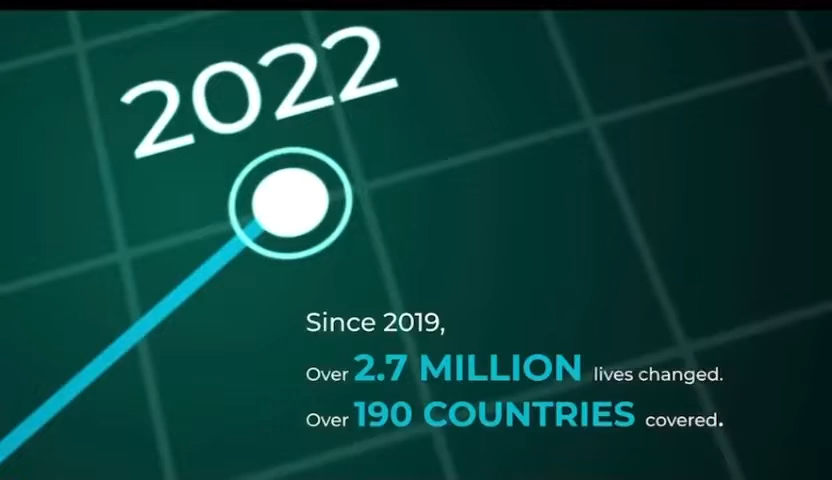 2022
Since 2019,
Over 2.7 MILLION lives changed.
Over 190 COUNTRIES covered.